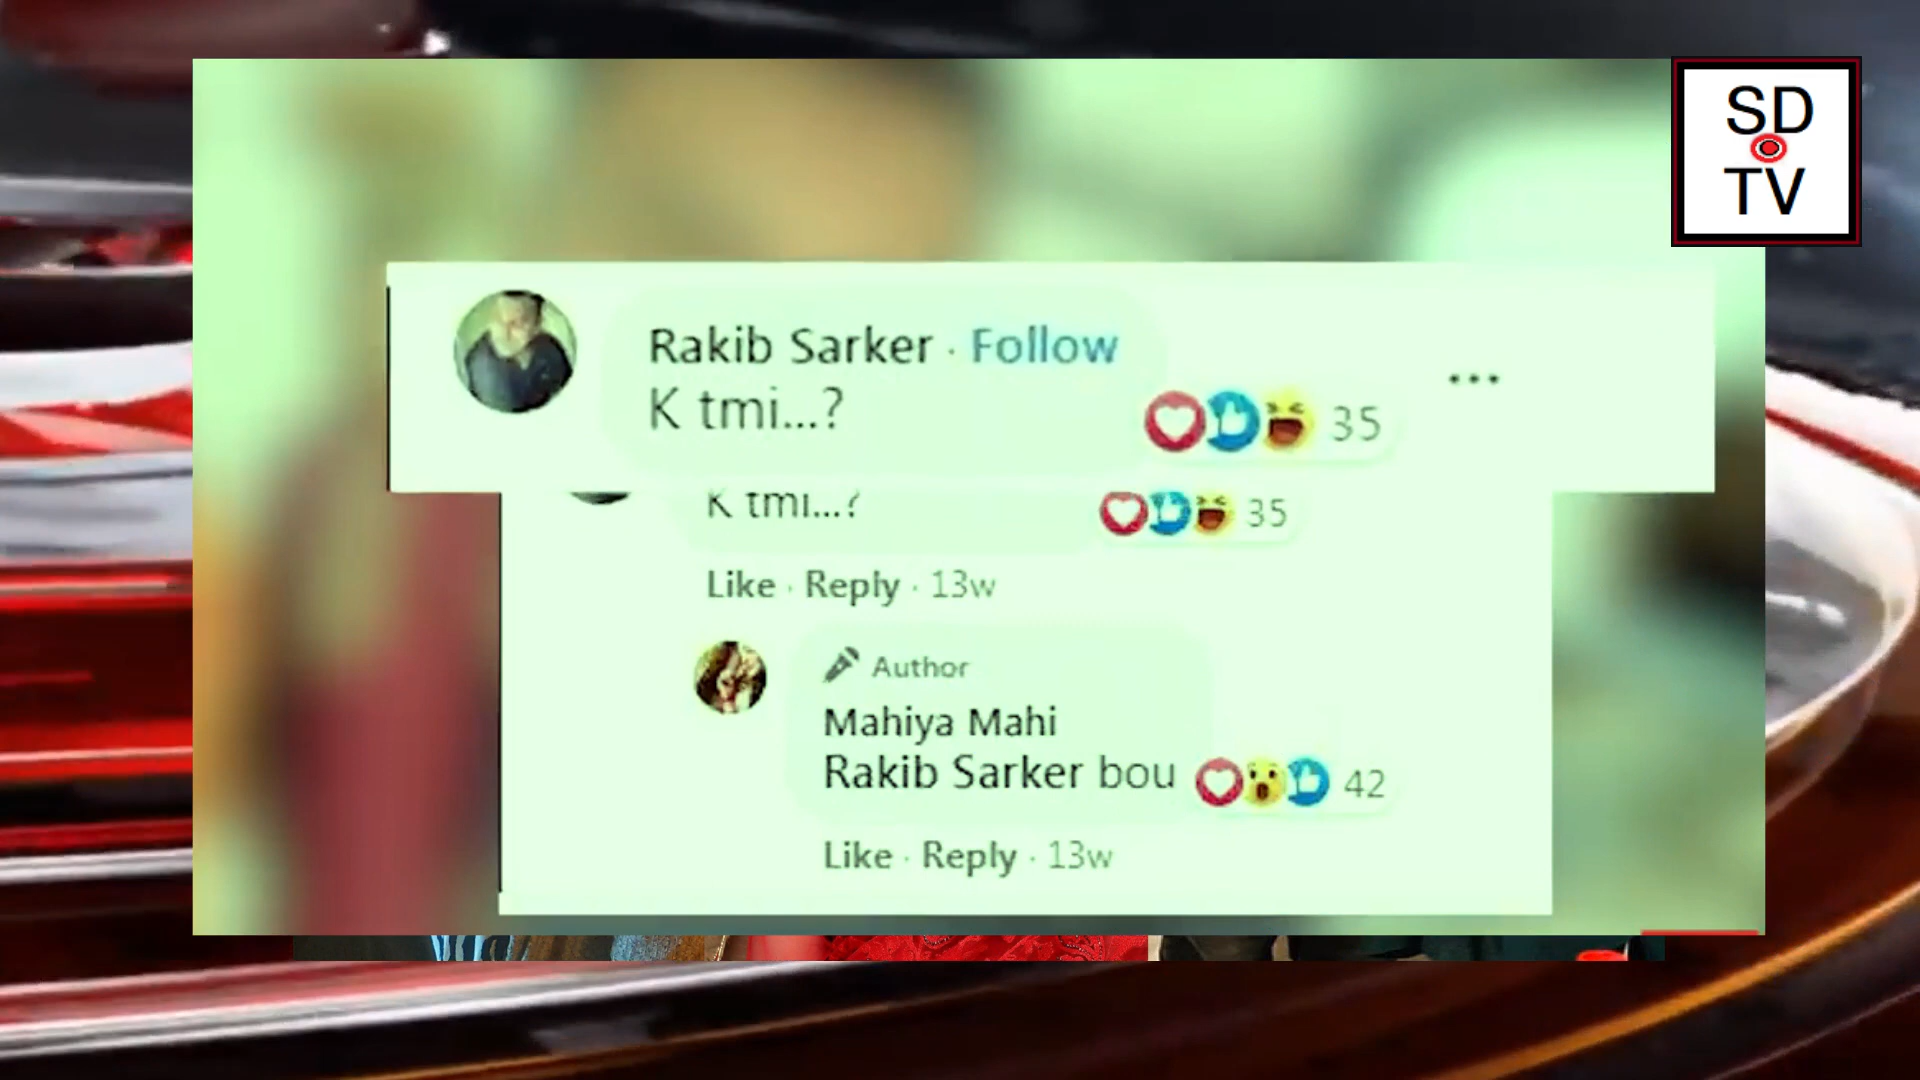 SD
TV
Rakib Sarker · Follow
K tmi...?
35
K tmi...?
35
Like · Reply · 13w
Author
Mahiya Mahi
Rakib Sarker bou
42
Like · Reply · 13w